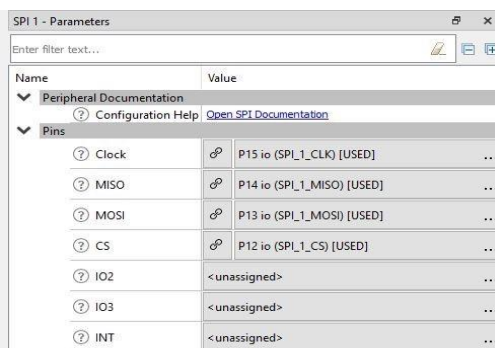 SPI 1 - Parameters
Enter filter text...
Name Value
Peripheral Documentation
Configuration Help Open SPI Documentation
Pins
Clock P15 io (SPI_1_CLK) [USED] ..
MISO P14 io (SPI_1_MISO) [USED] ..
MOSI P13 io (SPI_1_MOSI) [USED] ..
CS P12 io (SPI_1_CS) [USED] ..
IO2 <unassigned> ..
IO3 <unassigned> ..
INT <unassigned> ..